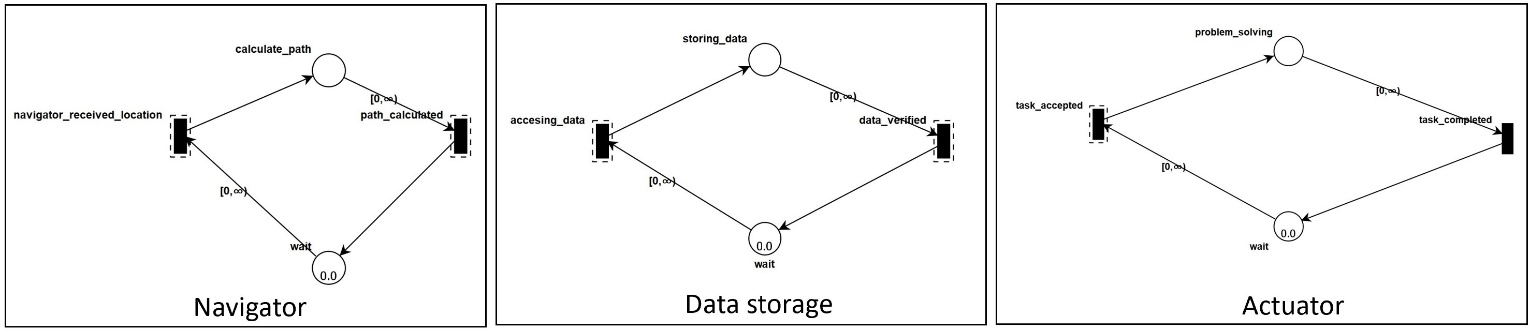 calculate_path
[0,∞)
navigator_received_location
path_calculated
[0,∞)
wait
0.0
Navigator
storing_data
[0,∞)
accesing_data
data_verified
[0,∞)
0.0
wait
Data storage
problem_solving
[0,∞)
task_accepted
task_completed
[0,∞)
0.0
wait
Actuator